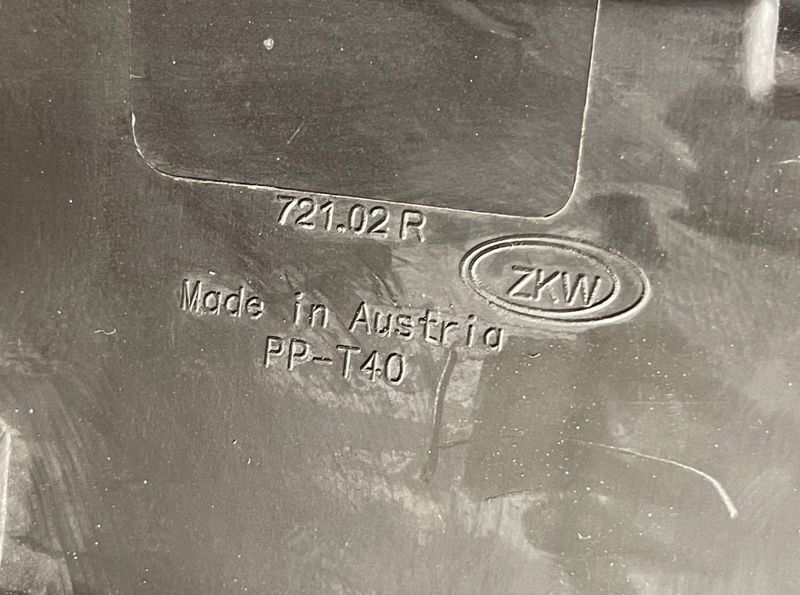 721.02 R
ZKW
Made in Austria
PP-T40